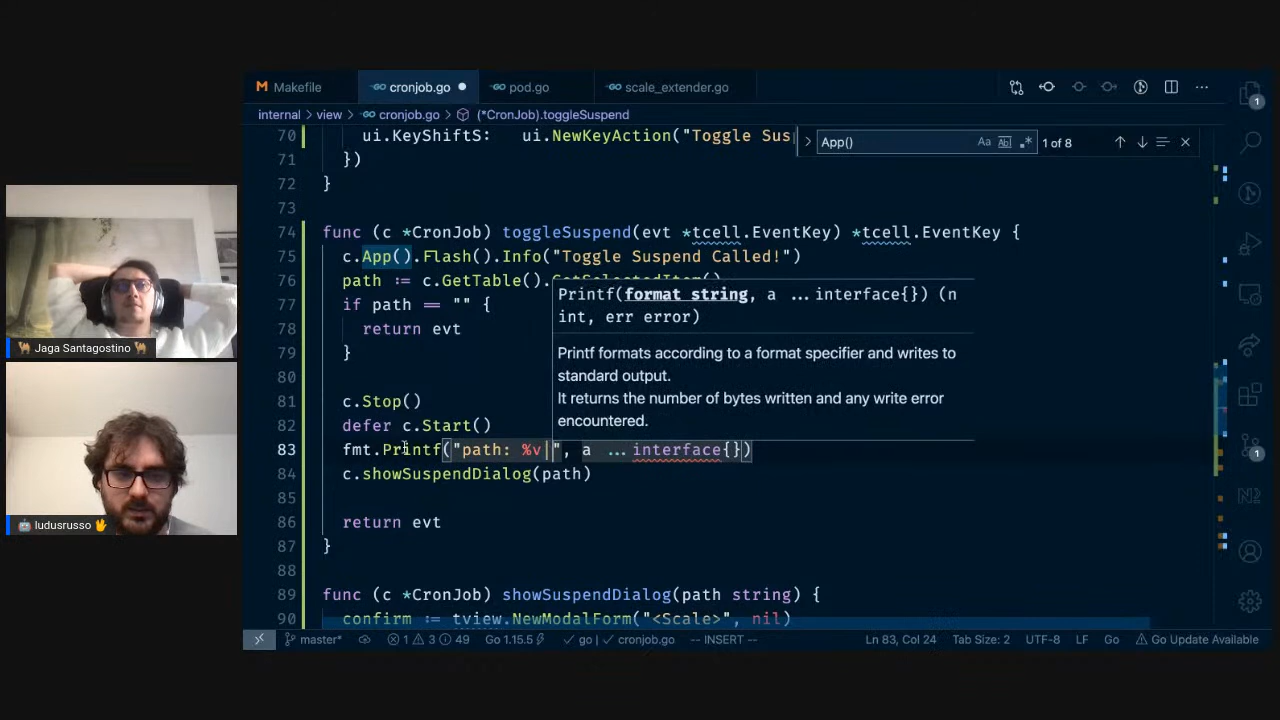 Makefile
cronjob.go
pod.go
scale_extender.go
internal > view > cronjob.go > (*CronJob).toggleSuspend
App()
1 of 8
70 ui.KeyShiftS: ui.NewKeyAction("Toggle Sus
71 })
72 }
73
74 func (c *CronJob) toggleSuspend(evt *tcell.EventKey) *tcell.EventKey {
75 c.App().Flash().Info("Toggle Suspend Called!")
76 path := c.GetTable().GetSelectedItem()
77 if path == "" {
78 return evt
79 }
80
81 c.Stop()
82 defer c.Start()
83 fmt.Printf("path: %v", a ...interface{})
84 c.showSuspendDialog(path)
85
86 return evt
87 }
88
89 func (c *CronJob) showSuspendDialog(path string) {
90 confirm := tview.NewModalForm("<Scale>", nil)
Printf(format string, a ...interface{}) (n
int, err error)
Printf formats according to a format specifier and writes to
standard output.
It returns the number of bytes written and any write error
encountered.
🐪 Jaga Santagostino 🐪
🤖 ludusrusso 🖖
master* 1 3 49 Go 1.15.5 go | cronjob.go -- INSERT -- Ln 83, Col 24 Tab Size: 2 UTF-8 LF Go Go Update Available
1
1